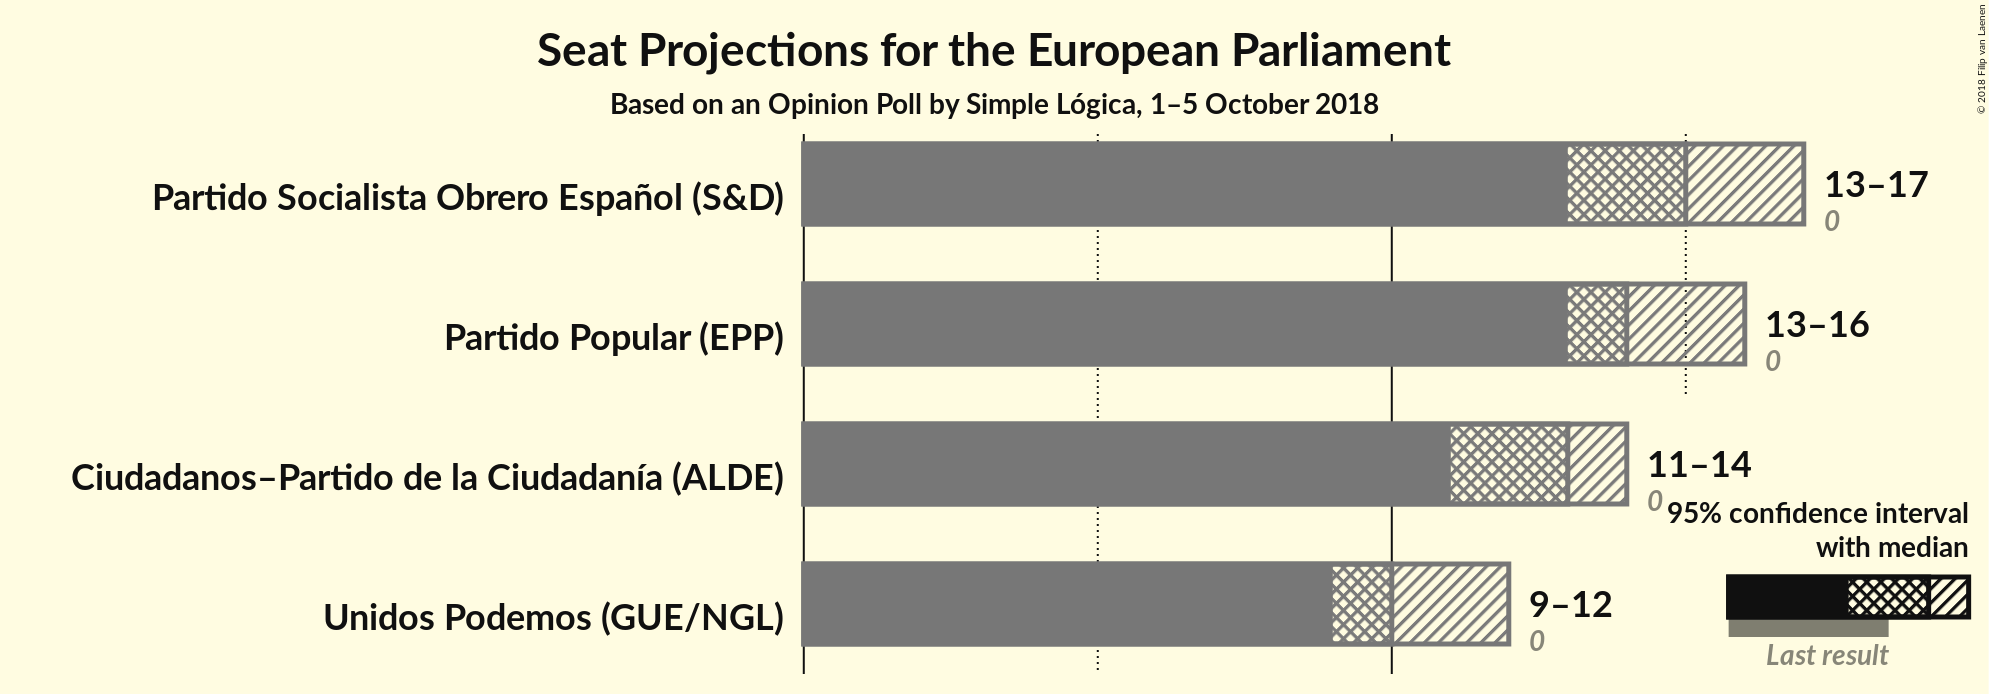 Seat Projections for the European Parliament
Based on an Opinion Poll by Simple Lógica, 1–5 October 2018
© 2018 Filip van Laenen
Partido Socialista Obrero Español (S&D)
13–17
0
Partido Popular (EPP)
13–16
0
Ciudadanos–Partido de la Ciudadanía (ALDE)
11–14
0
Unidos Podemos (GUE/NGL)
9–12
0
95% confidence interval
with median
Last result